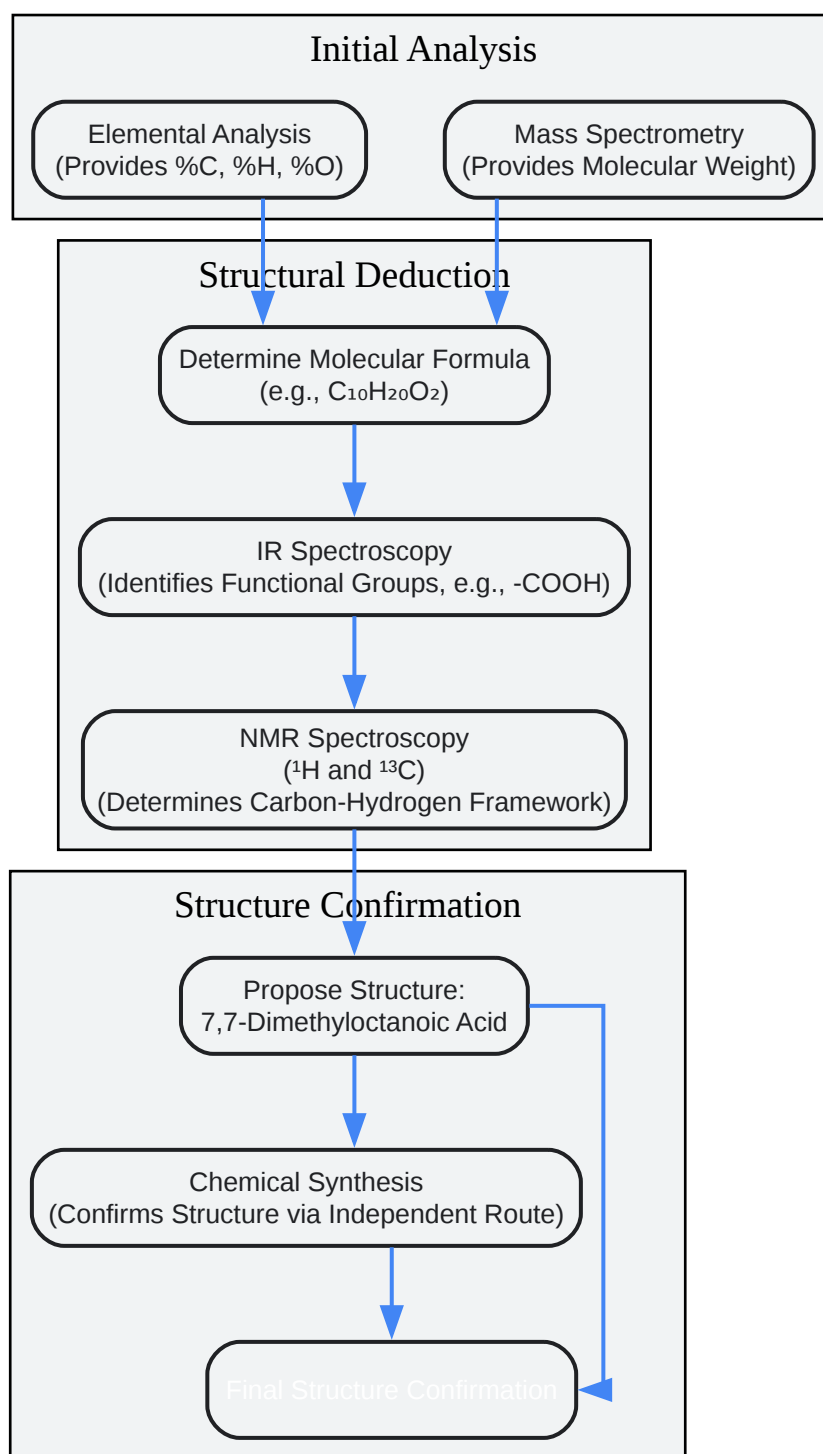 Initial Analysis
Elemental Analysis
(Provides %C, %H, %O)
Mass Spectrometry
(Provides Molecular Weight)
Structural Deduction
Determine Molecular Formula
(e.g., C₁₀H₂₀O₂)
IR Spectroscopy
(Identifies Functional Groups, e.g., -COOH)
NMR Spectroscopy
(¹H and ¹³C)
(Determines Carbon-Hydrogen Framework)
Structure Confirmation
Propose Structure:
7,7-Dimethyloctanoic Acid
Chemical Synthesis
(Confirms Structure via Independent Route)
Final Structure Confirmation